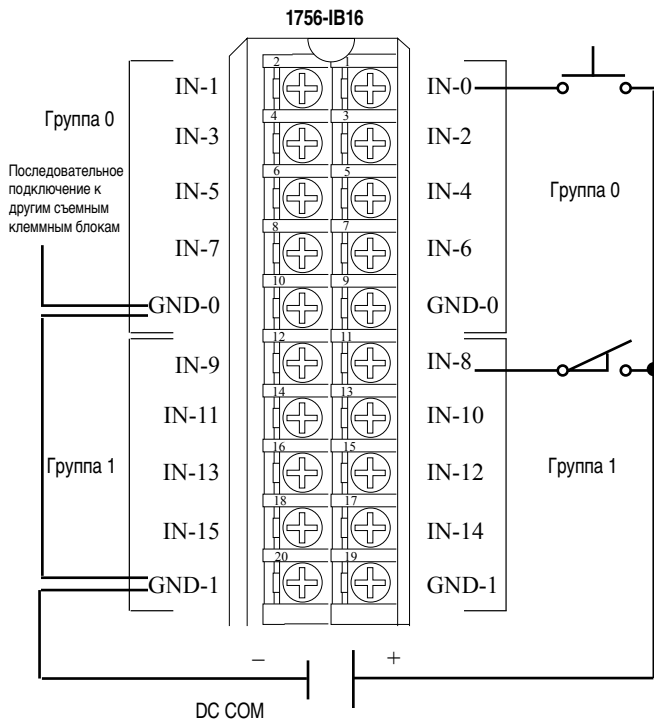 1756-IB16
2 1
IN-1 IN-0
Группа 0
4 3
IN-3 IN-2
Последовательное
подключение к
другим съемным
клеммным блокам
6 5
IN-5 IN-4 Группа 0
8 7
IN-7 IN-6
10 9
GND-0 GND-0
12 11
IN-9 IN-8
14 13
IN-11 IN-10
16 15
Группа 1 IN-13 IN-12 Группа 1
18 17
IN-15 IN-14
20 19
GND-1 GND-1
– +
DC COM